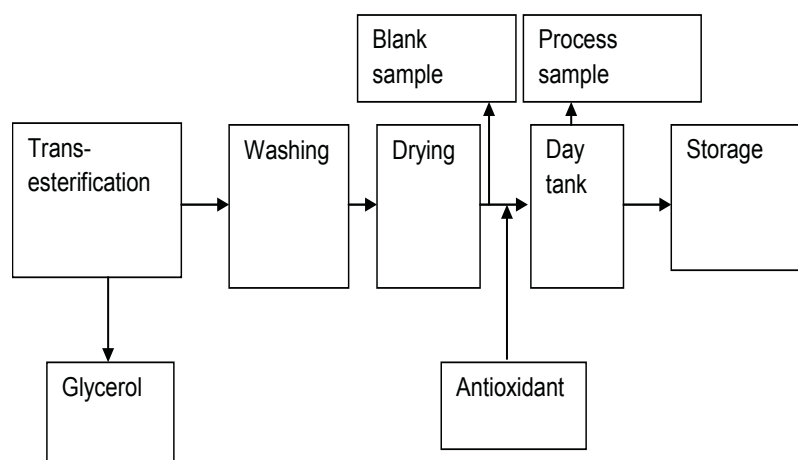 Blank
sample
Process
sample
Trans-
esterification
Washing
Drying
Day
tank
Storage
Glycerol
Antioxidant